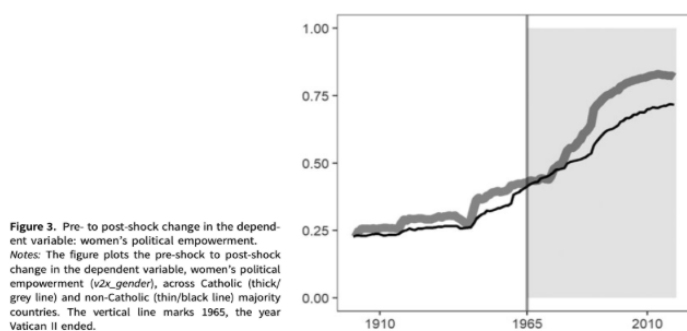 1.00
0.75
0.50
0.25
0.00
1910
1965
2010
Figure 3. Pre- to post-shock change in the depend-
ent variable: women's political empowerment.
Notes: The figure plots the pre-shock to post-shock
change in the dependent variable, women's political
empowerment (v2x_gender), across Catholic (thick/
grey line) and non-Catholic (thin/black line) majority
countries. The vertical line marks 1965, the year
Vatican II ended.